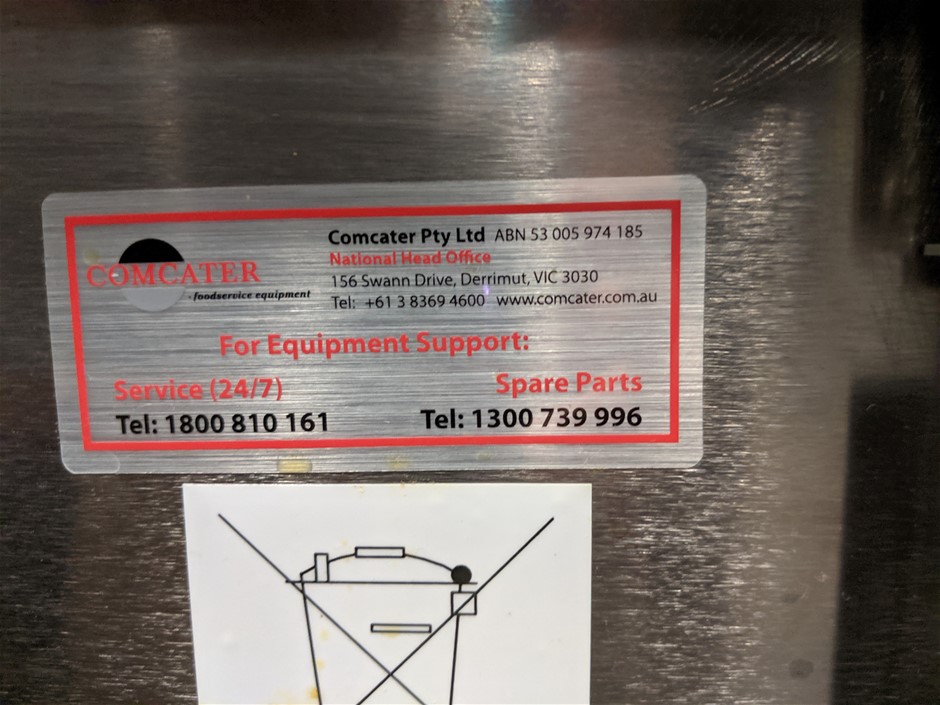 COMCATER
- foodservice equipment
Comcater Pty Ltd ABN 53 005 974 185
National Head Office
156 Swann Drive, Derrimut, VIC 3030
Tel: +61 3 8369 4600 www.comcater.com.au
For Equipment Support:
Service (24/7)
Tel: 1800 810 161
Spare Parts
Tel: 1300 739 996